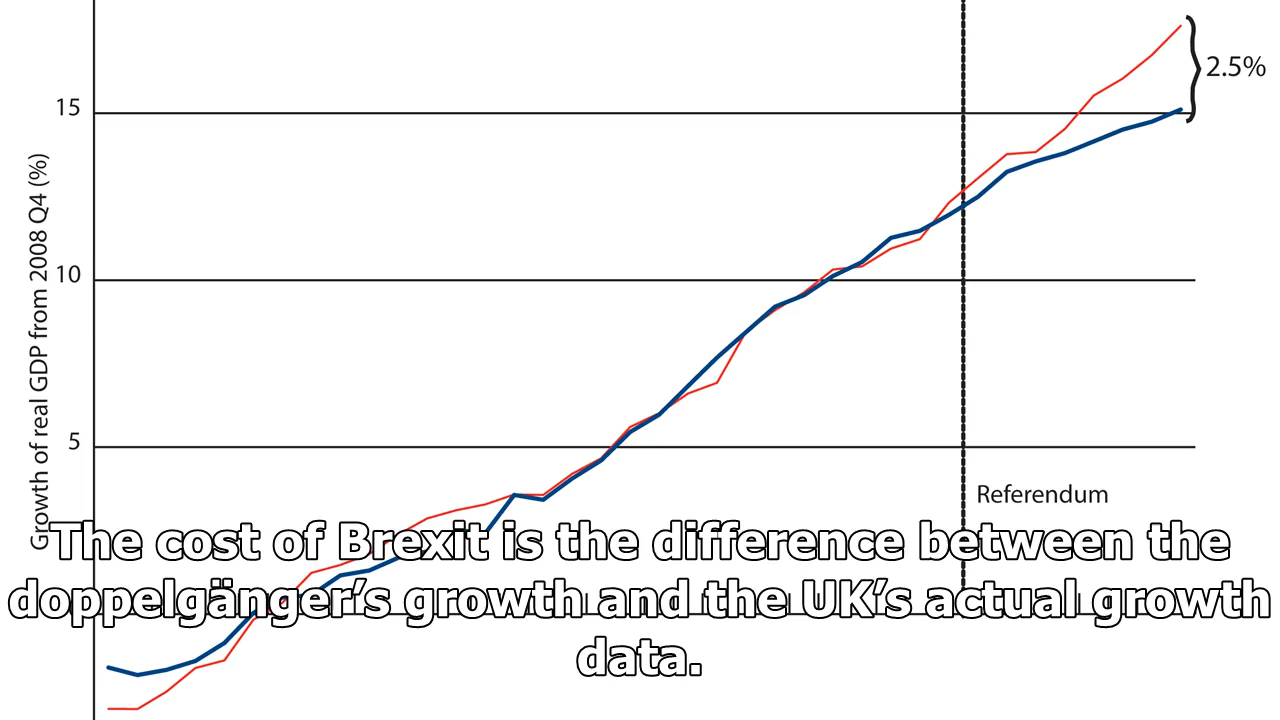 2.5%
15
Growth of real GDP from 2008 Q4 (%)
10
5
Referendum
The cost of Brexit is the difference between the
doppelgänger’s growth and the UK‘s actual growth
data.